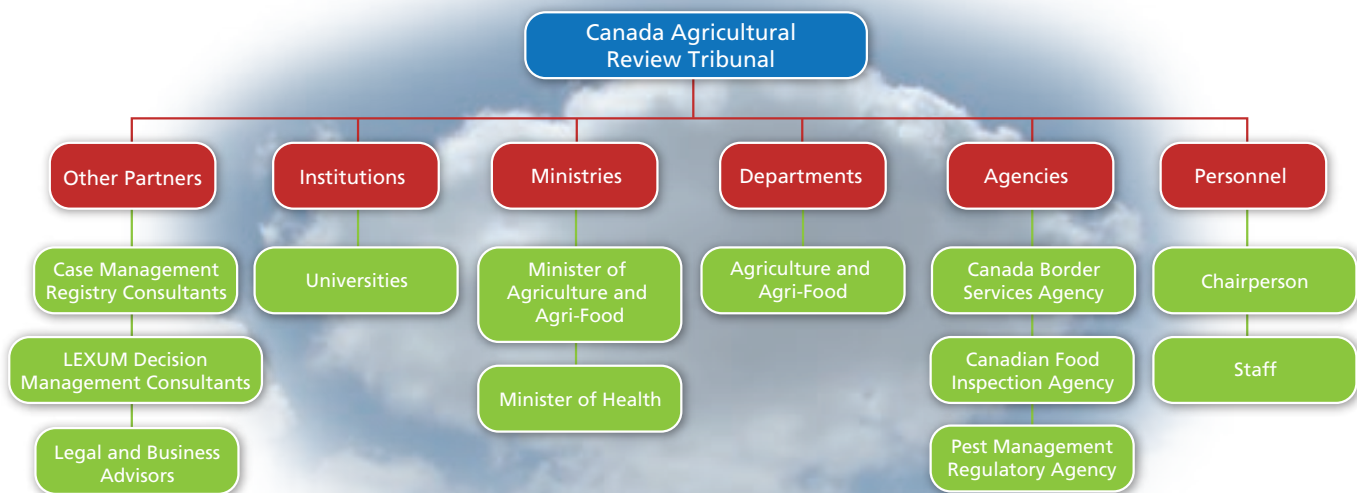 Canada Agricultural
Review Tribunal
Other Partners
Institutions
Ministries
Departments
Agencies
Personnel
Case Management
Registry Consultants
LEXUM Decision
Management Consultants
Legal and Business
Advisors
Universities
Minister of
Agriculture and
Agri-Food
Minister of Health
Agriculture and
Agri-Food
Canada Border
Services Agency
Canadian Food
Inspection Agency
Pest Management
Regulatory Agency
Chairperson
Staff